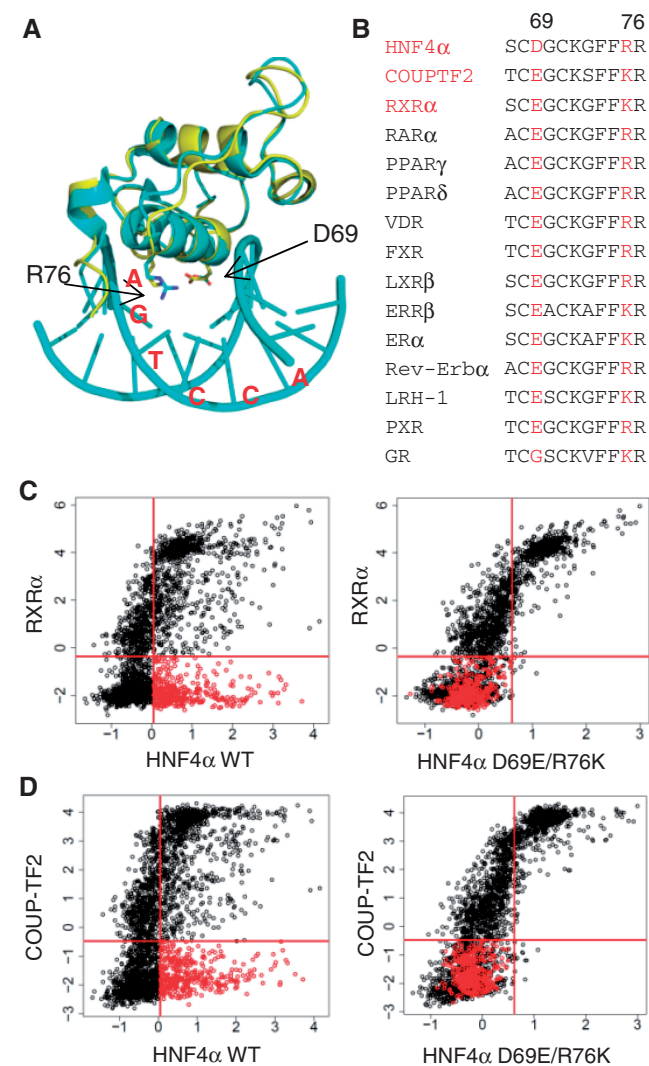 A
D69
R76
A
G
T
C
C
A
B
69 76
HNF4α SCDGCKGFFRR
COUPTF2 TCEGCKSFFKR
RXRα SCEGCKGFFKR
RARα ACEGCKGFFRR
PPARγ ACEGCKGFFRR
PPARδ ACEGCKGFFRR
VDR TCEGCKGFFRR
FXR TCEGCKGFFRR
LXRβ SCEGCKGFFRR
ERRβ SCEACKAFFKR
ERα SCEGCKAFFKR
Rev-Erbα ACEGCKGFFRR
LRH-1 TCESCKGFFKR
PXR TCEGCKGFFRR
GR TCGSCKVFFKR
C
RXRα
6
4
2
0
−2
−1 0 1 2 3 4
HNF4α WT
RXRα
6
4
2
0
−2
−1 0 1 2 3
HNF4α D69E/R76K
D
COUP-TF2
4
3
2
1
0
−1
−2
−3
−1 0 1 2 3 4
HNF4α WT
COUP-TF2
4
3
2
1
0
−1
−2
−3
−1 0 1 2 3
HNF4α D69E/R76K